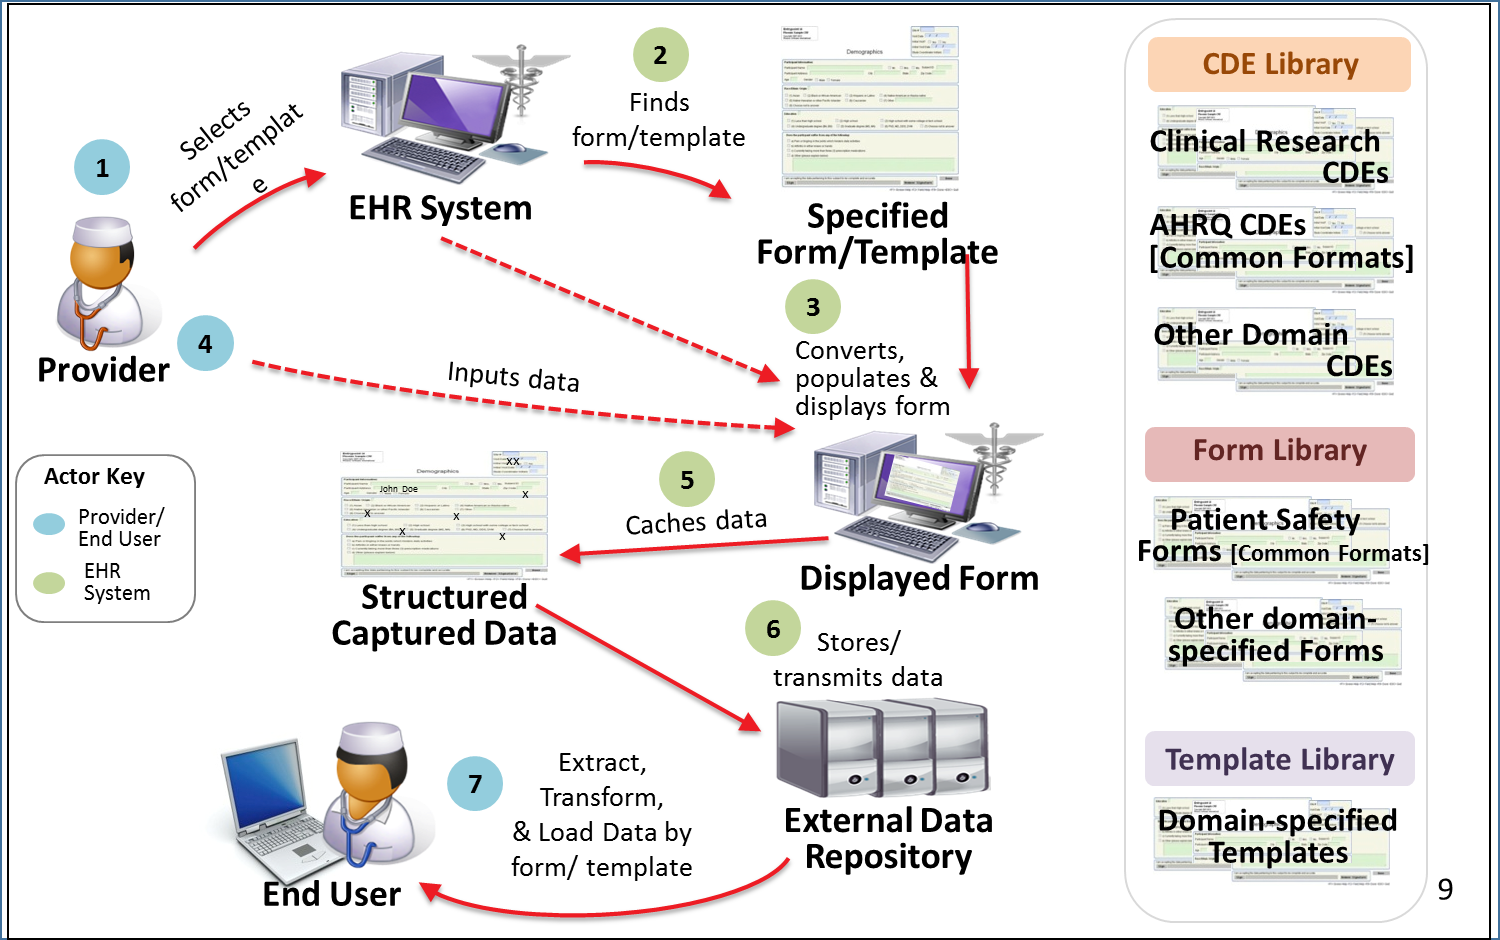 1
Selects
form/templat
e
EHR System
2
Finds
form/template
Demographics
Specified
Form/Template
Provider
4
Inputs data
3
Converts,
populates &
displays form
Actor Key
Provider/
End User
EHR
System
Demographics
XX
John Doe
X
X
X
X
X
Structured
Captured Data
5
Caches data
Displayed Form
6
Stores/
transmits data
External Data
Repository
7
Extract,
Transform,
& Load Data by
form/ template
End User
CDE Library
Clinical Research
CDEs
AHRQ CDEs
[Common Formats]
Other Domain
CDEs
Form Library
Patient Safety
Forms [Common Formats]
Other domain-
specified Forms
Template Library
Domain-specified
Templates
9